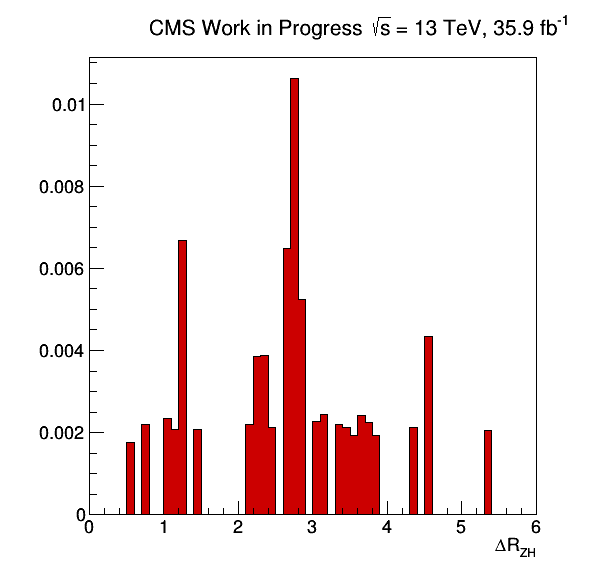 CMS Work in Progress √s = 13 TeV, 35.9 fb⁻¹
0.01
0.008
0.006
0.004
0.002
0
0 1 2 3 4 5 6
ΔR_ZH